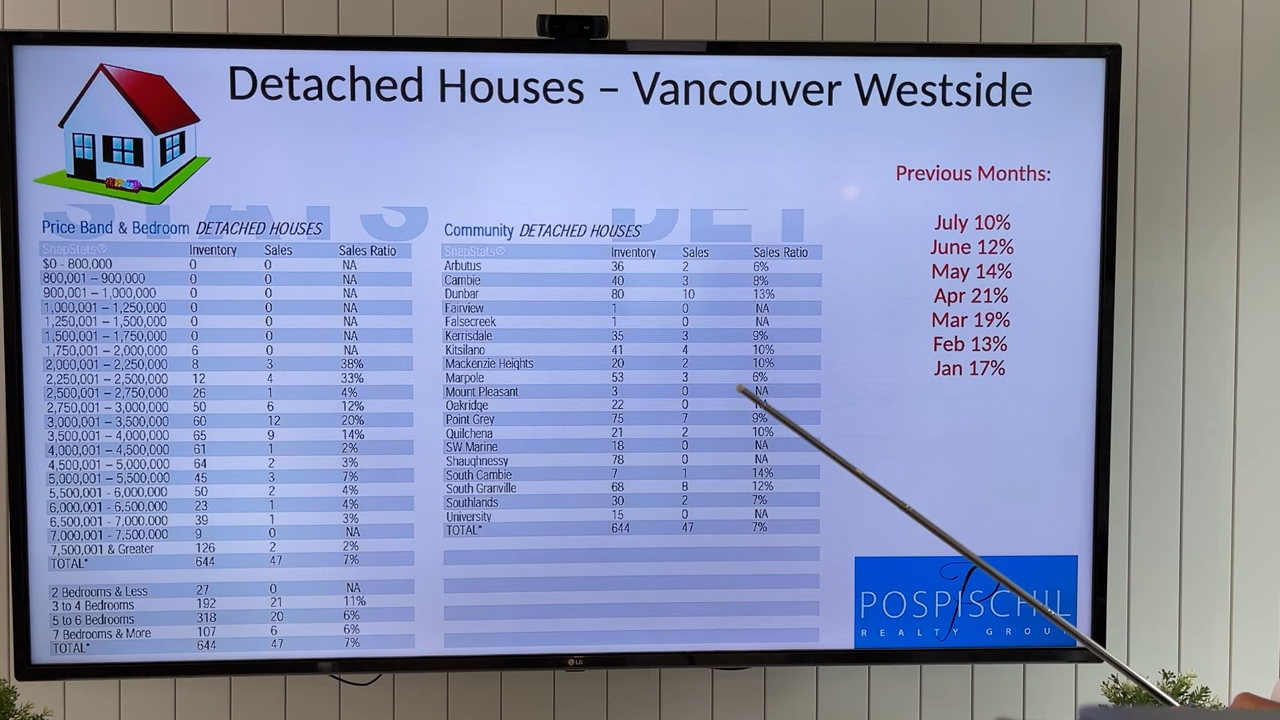 Detached Houses – Vancouver Westside
Previous Months:
July 10%
June 12%
May 14%
Apr 21%
Mar 19%
Feb 13%
Jan 17%
STATS DET
Price Band & Bedroom DETACHED HOUSES
SnapStats® Inventory Sales Sales Ratio
$0 - 800,000 0 0 NA
800,001 – 900,000 0 0 NA
900,001 – 1,000,000 0 0 NA
1,000,001 – 1,250,000 0 0 NA
1,250,001 – 1,500,000 0 0 NA
1,500,001 – 1,750,000 0 0 NA
1,750,001 – 2,000,000 6 0 NA
2,000,001 – 2,250,000 8 3 38%
2,250,001 – 2,500,000 12 4 33%
2,500,001 – 2,750,000 26 1 4%
2,750,001 – 3,000,000 50 6 12%
3,000,001 – 3,500,000 60 12 20%
3,500,001 – 4,000,000 65 9 14%
4,000,001 – 4,500,000 61 1 2%
4,500,001 – 5,000,000 64 2 3%
5,000,001 – 5,500,000 45 3 7%
5,500,001 - 6,000,000 50 2 4%
6,000,001 - 6,500,000 23 1 4%
6,500,001 - 7,000,000 39 1 3%
7,000,001 - 7,500,000 9 0 NA
7,500,001 & Greater 126 2 2%
TOTAL* 644 47 7%
2 Bedrooms & Less 27 0 NA
3 to 4 Bedrooms 192 21 11%
5 to 6 Bedrooms 318 20 6%
7 Bedrooms & More 107 6 6%
TOTAL* 644 47 7%
Community DETACHED HOUSES
SnapStats® Inventory Sales Sales Ratio
Arbutus 36 2 6%
Cambie 40 3 8%
Dunbar 80 10 13%
Fairview 1 0 NA
Falsecreek 1 0 NA
Kerrisdale 35 3 9%
Kitsilano 41 4 10%
Mackenzie Heights 20 2 10%
Marpole 53 3 6%
Mount Pleasant 3 0 NA
Oakridge 22 0 NA
Point Grey 75 7 9%
Quilchena 21 2 10%
SW Marine 18 0 NA
Shaughnessy 78 0 NA
South Cambie 7 1 14%
South Granville 68 8 12%
Southlands 30 2 7%
University 15 0 NA
TOTAL* 644 47 7%
P
POSPISCHIL
REALTY GROUP
LG